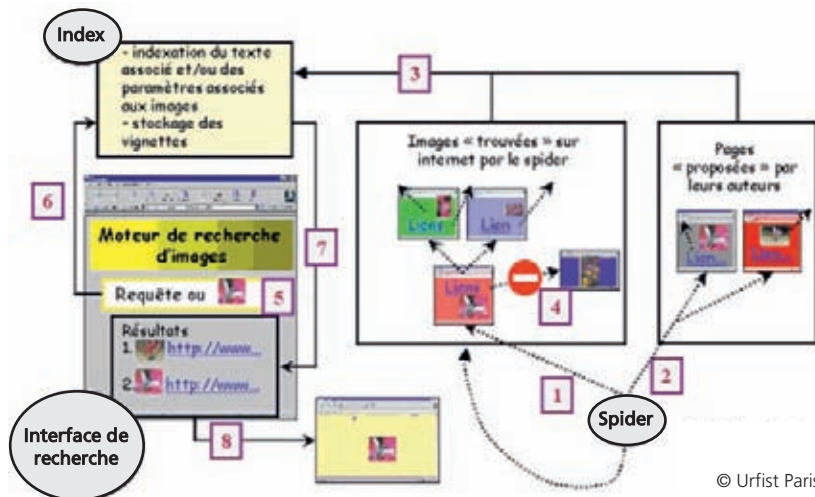 Index
- indexation du texte
associé et/ou des
paramètres associés
aux images
- stockage des
vignettes
3
Images « trouvées » sur
internet par le spider
Pages
« proposées » par
leurs auteurs
6
7
Liens
Lien
Lien...
Lien...
Moteur de recherche
d'images
Requête ou
5
Liens
4
Résultats
1. http://www...
2. http://www...
1
2
Spider
Interface de
recherche
8
© Urfist Paris